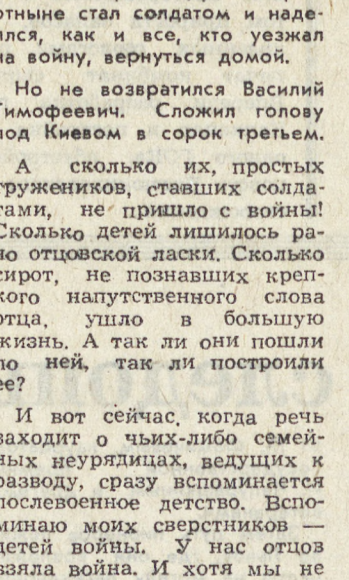 отныне стал солдатом и наде-
ялся, как и все, кто уезжал
на войну, вернуться домой.
Но не возвратился Василий
Тимофеевич. Сложил голову
под Киевом в сорок третьем.
А сколько их, простых
тружеников, ставших солда-
тами, не пришло с войны!
Сколько детей лишилось ра-
но отцовской ласки. Сколько
сирот, не познавших креп-
кого напутственного слова
отца, ушло в большую
жизнь. А так ли они пошли
по ней, так ли построили
ее?
И вот сейчас, когда речь
заходит о чьих-либо семей-
ных неурядицах, ведущих к
разводу, сразу вспоминается
послевоенное детство. Вспо-
минаю моих сверстников —
детей войны. У нас отцов
взяла война. И хотя мы не